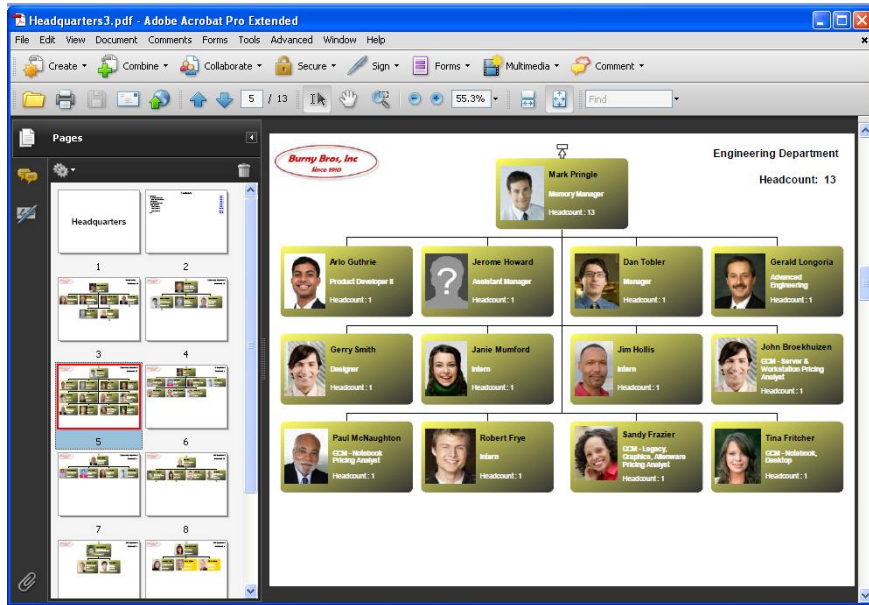 Headquarters3.pdf - Adobe Acrobat Pro Extended
File Edit View Document Comments Forms Tools Advanced Window Help
Create Combine Collaborate Secure Sign Forms Multimedia Comment
5 / 13 55.3% Find
Pages
Headquarters
1 2
3 4
5 6
7 8
Burny Bros, Inc
Since 1910
Engineering Department
Headcount: 13
Mark Pringle
Memory Manager
Headcount : 13
Arlo Guthrie
Product Developer II
Headcount : 1
Jerome Howard
Assistant Manager
Headcount : 1
Dan Tobler
Manager
Headcount : 1
Gerald Longoria
Advanced
Engineering
Headcount : 1
Gerry Smith
Designer
Headcount : 1
Janie Mumford
Intern
Headcount : 1
Jim Hollis
Intern
Headcount : 1
John Broekhuizen
GCM - Server &
Workstation Pricing
Analyst
Headcount : 1
Paul McNaughton
GCM - Notebook
Pricing Analyst
Headcount : 1
Robert Frye
Intern
Headcount : 1
Sandy Frazier
GCM - Legacy,
Graphics, Alienware
Pricing Analyst
Headcount : 1
Tina Fritcher
GCM - Notebook,
Desktop
Headcount : 1